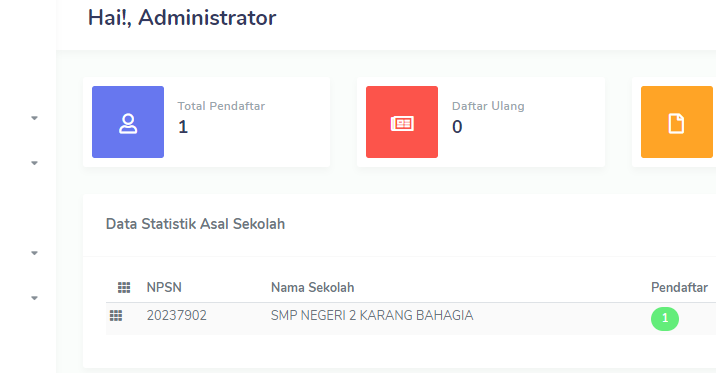 Hai!, Administrator
Total Pendaftar
1
Daftar Ulang
0
Data Statistik Asal Sekolah
NPSN Nama Sekolah Pendaftar
20237902 SMP NEGERI 2 KARANG BAHAGIA 1